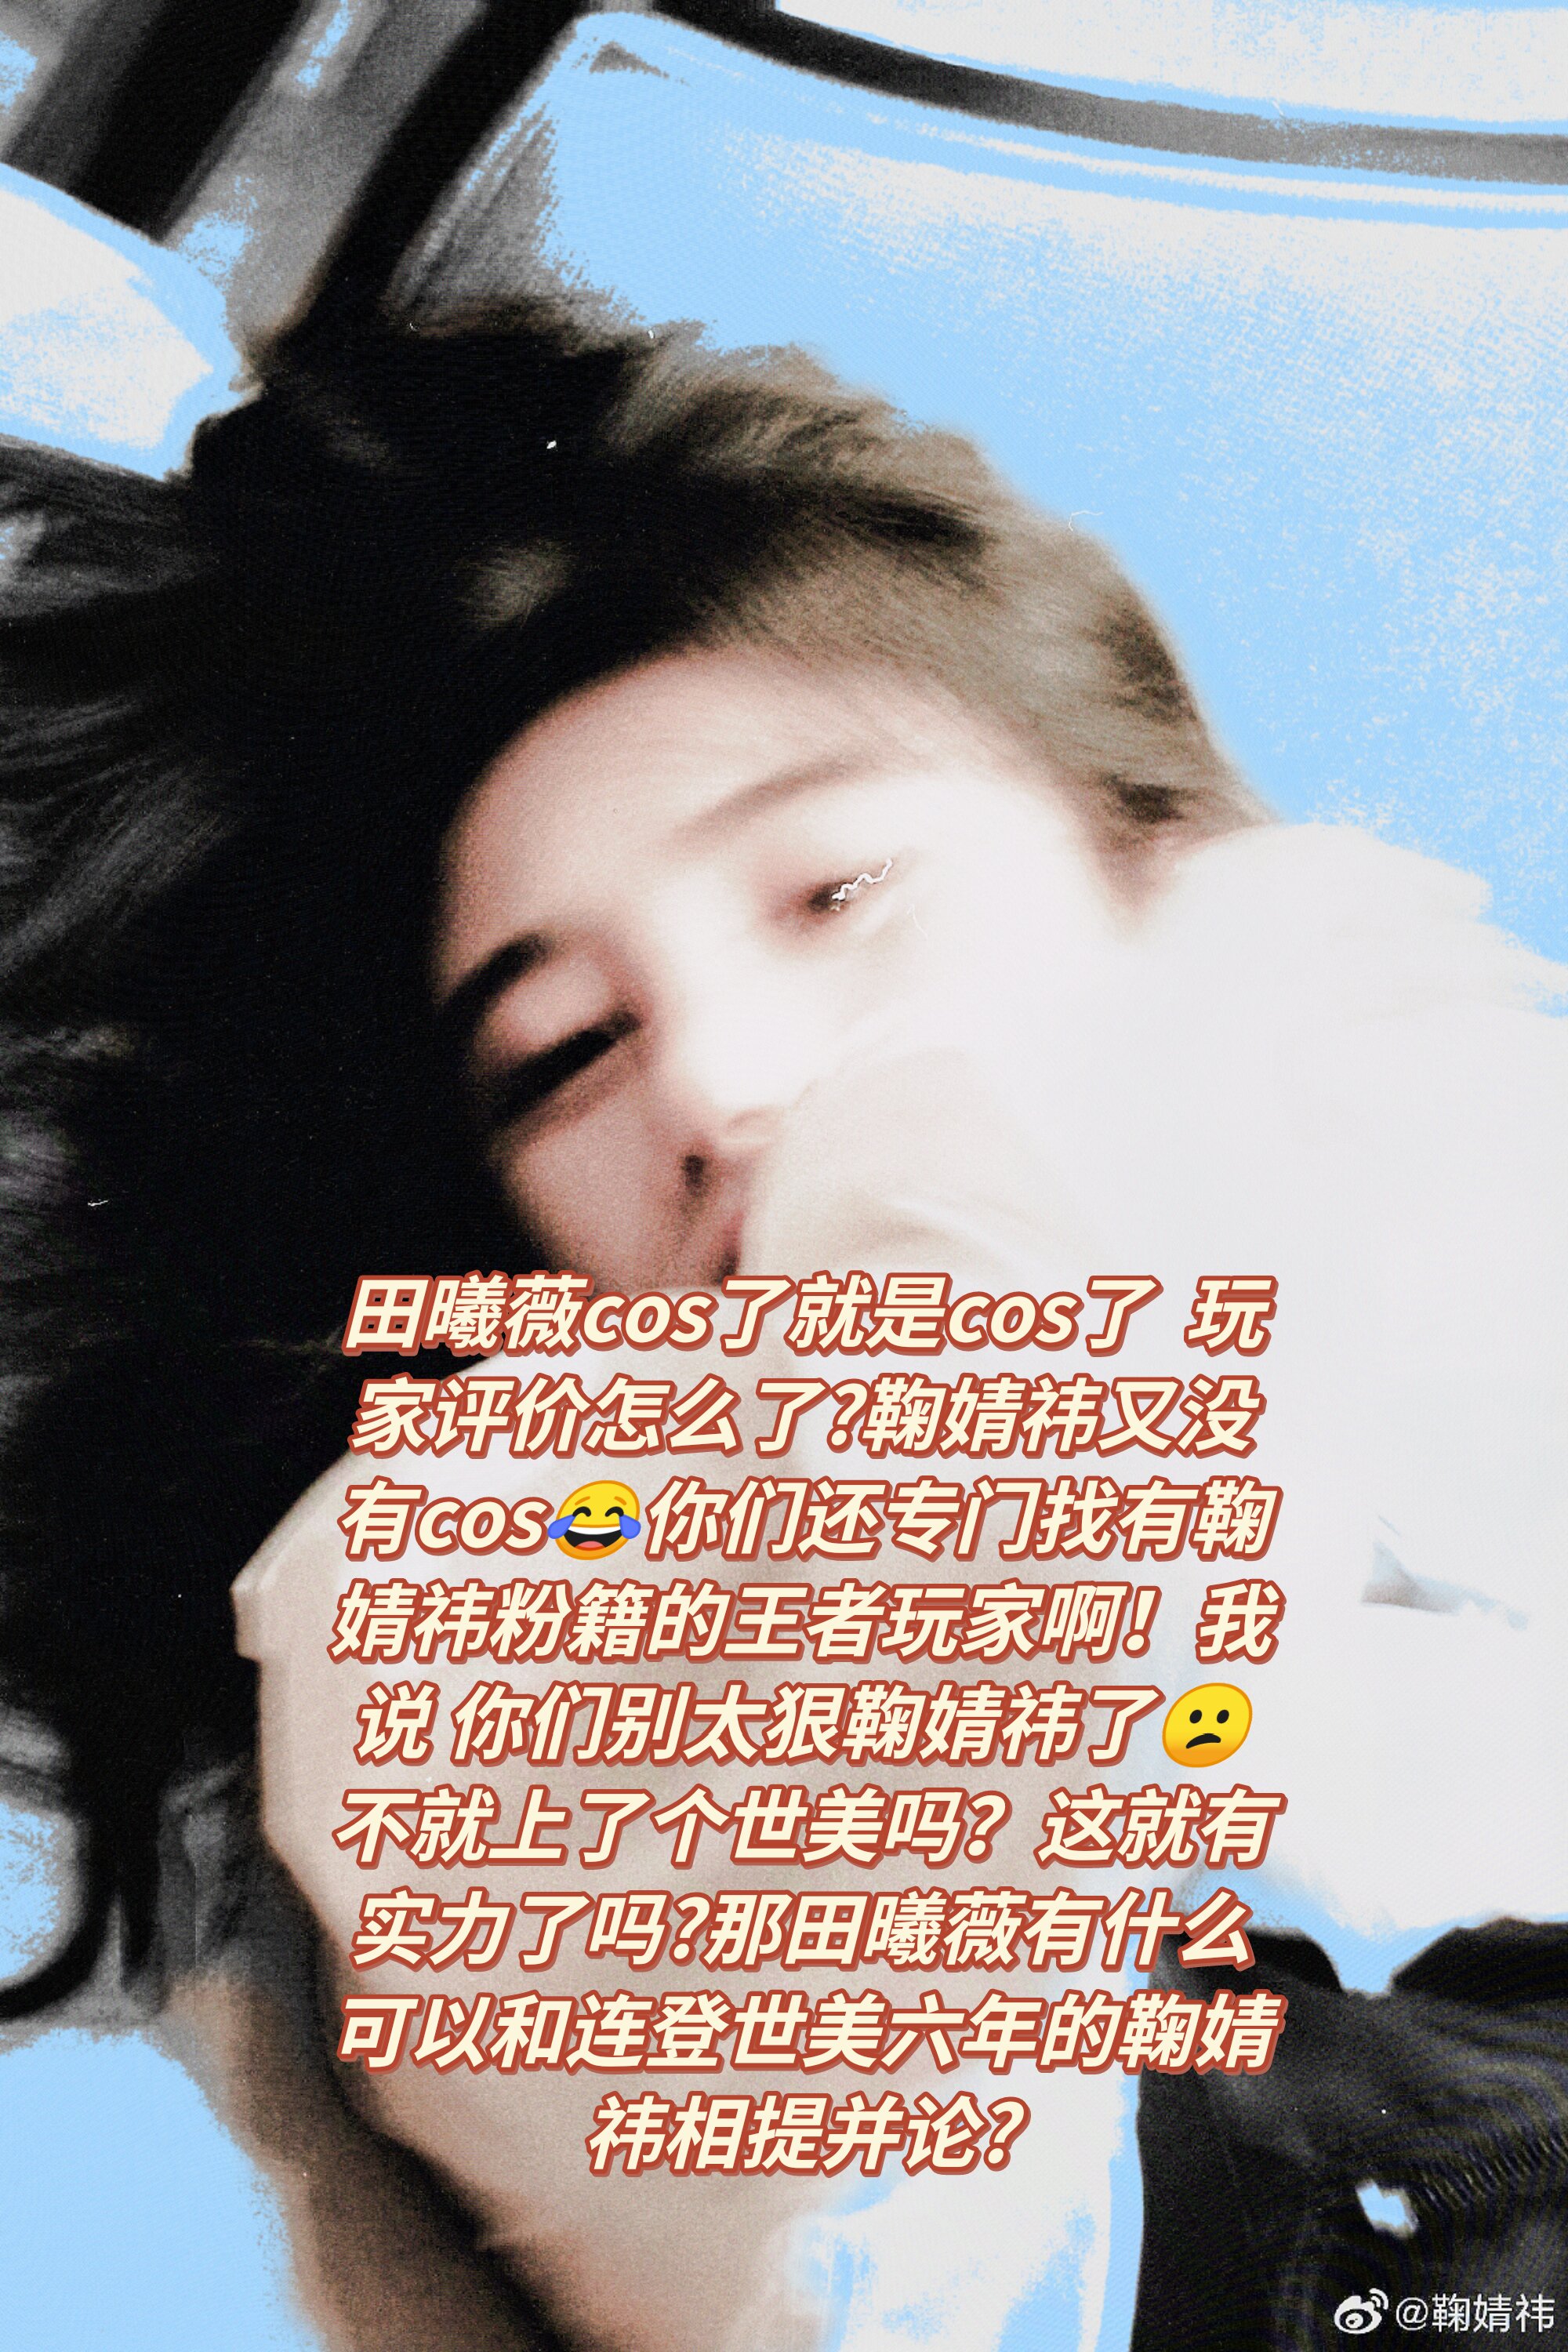 田曦薇cos了就是cos了 玩
家评价怎么了?鞠婧祎又没
有cos😂你们还专门找有鞠
婧祎粉籍的王者玩家啊！我
说 你们别太狠鞠婧祎了😕
不就上了个世美吗？这就有
实力了吗?那田曦薇有什么
可以和连登世美六年的鞠婧
祎相提并论?
@鞠婧祎